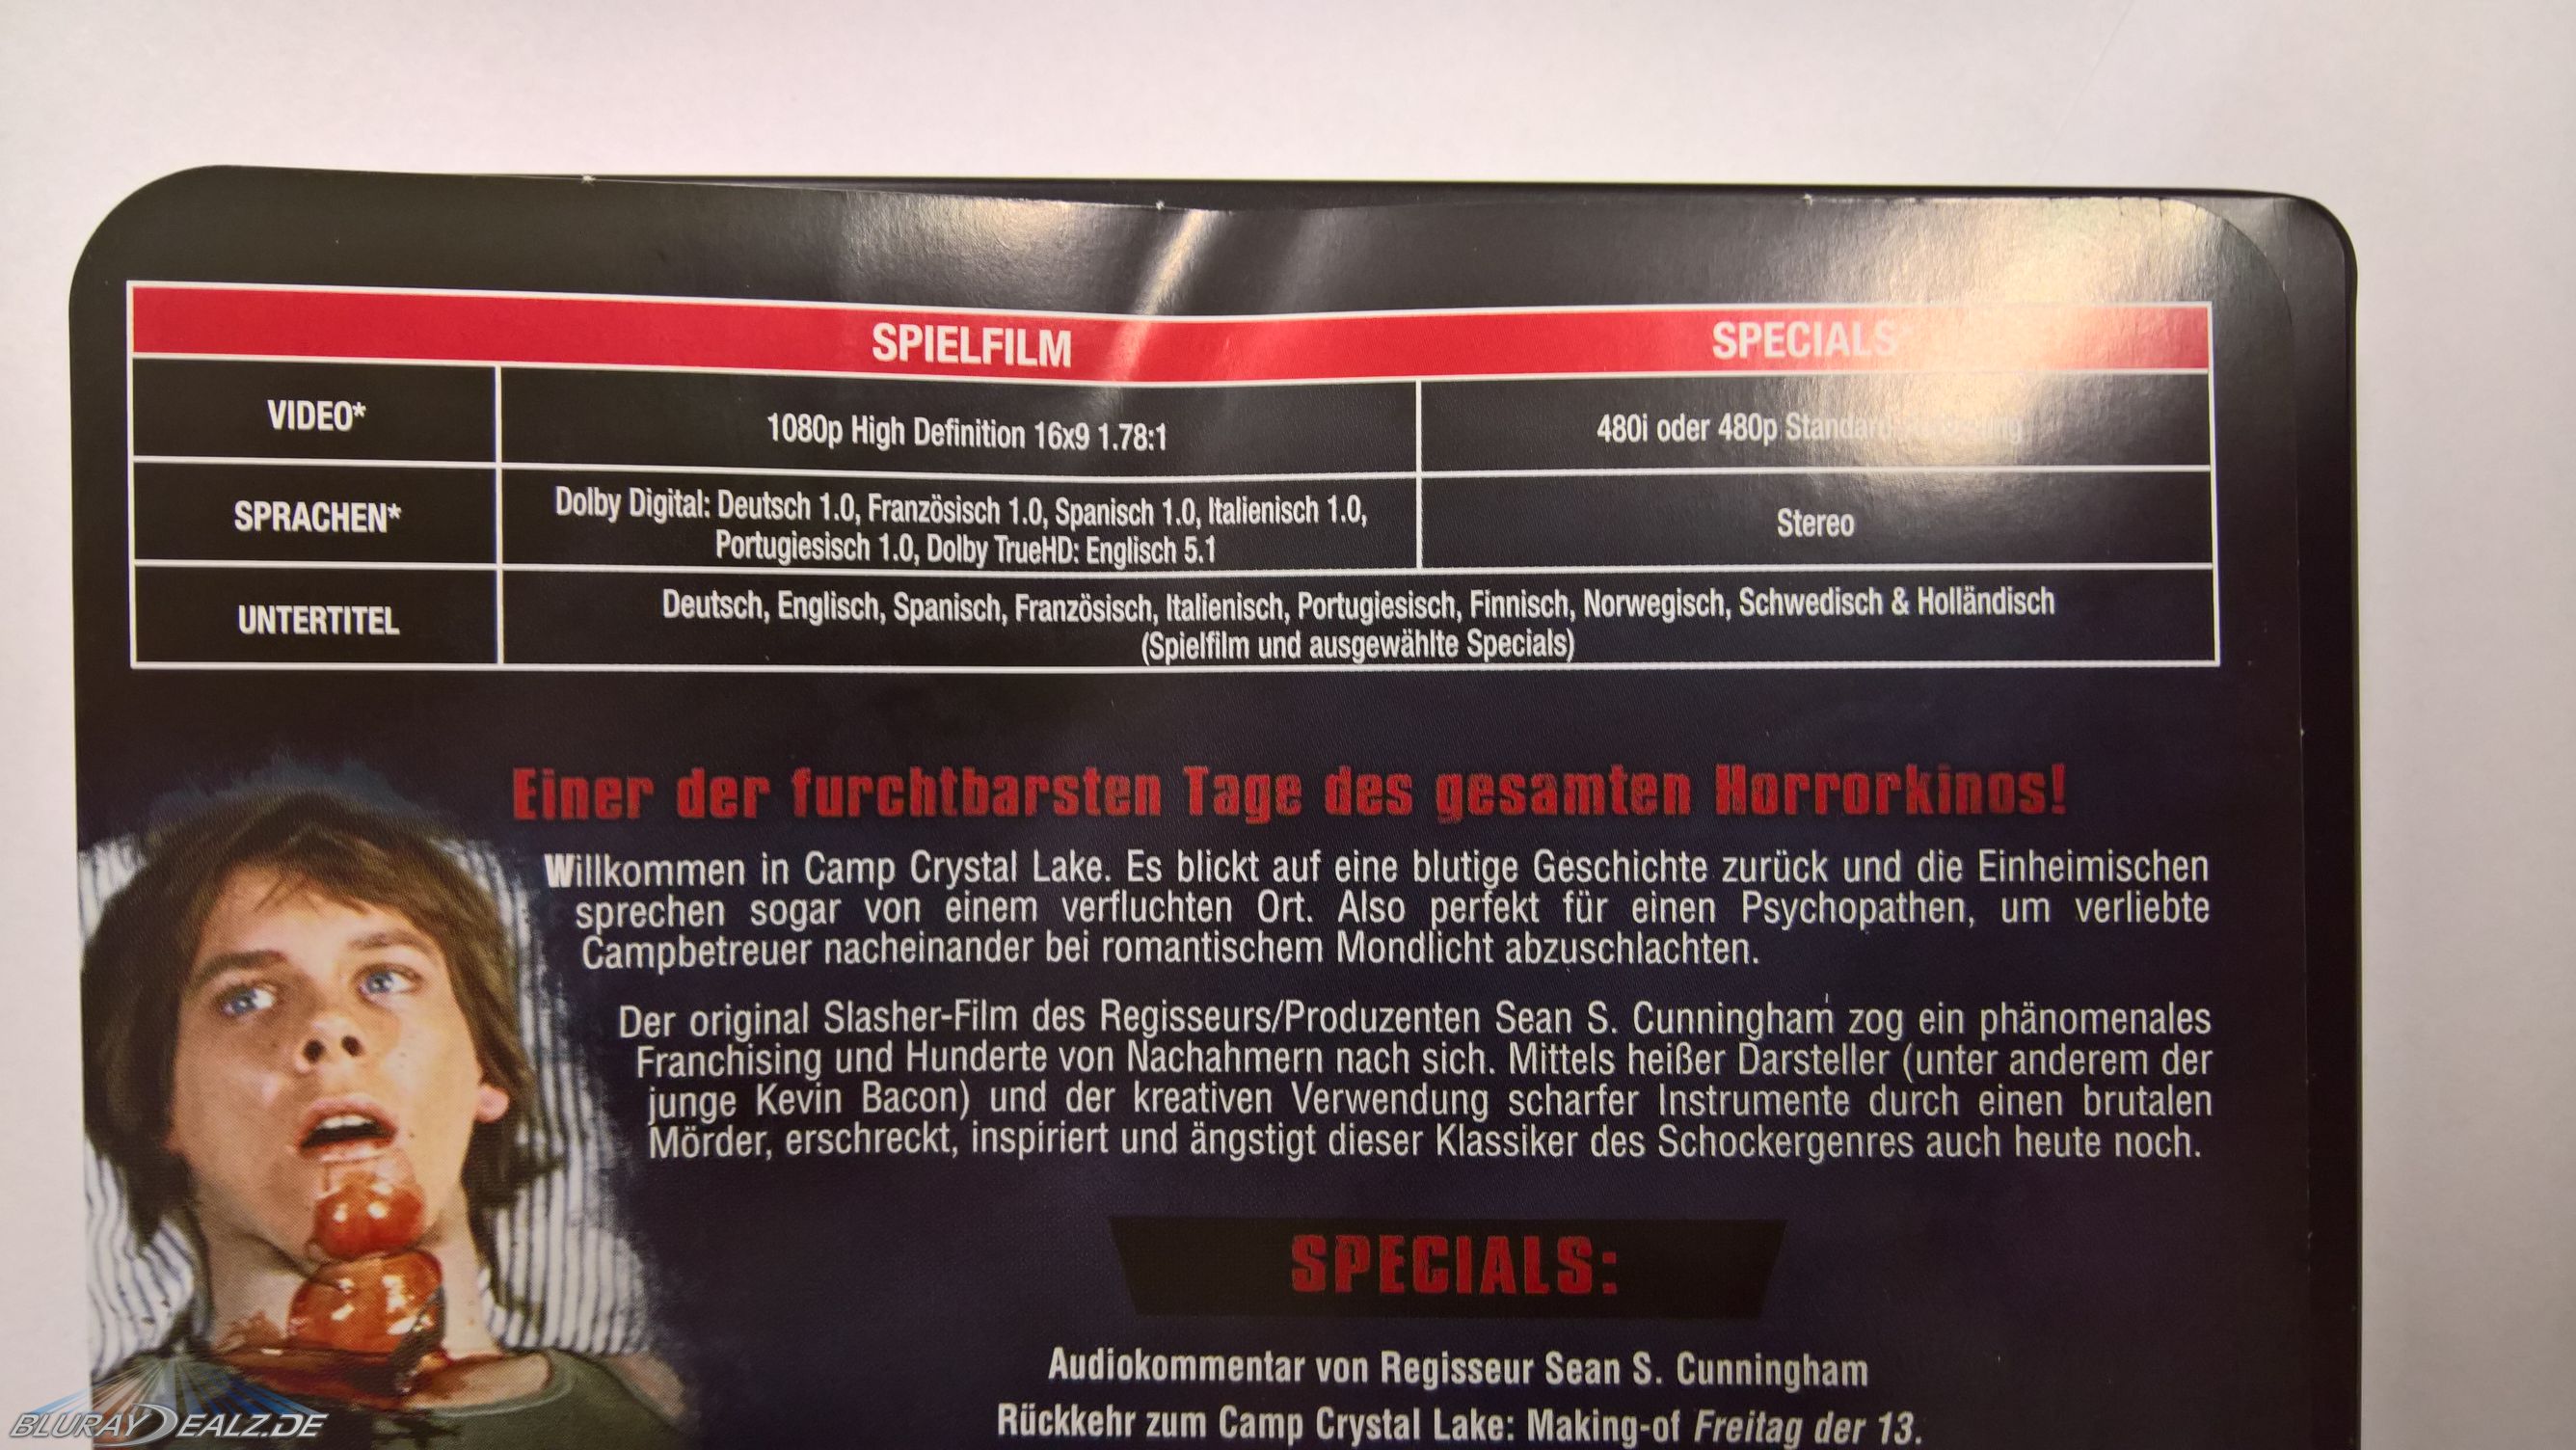 SPIELFILM SPECIALS
VIDEO* 1080p High Definition 16x9 1.78:1 480i oder 480p
SPRACHEN* Dolby Digital: Deutsch 1.0, Französisch 1.0, Spanisch 1.0, Italienisch 1.0,
Portugiesisch 1.0, Dolby TrueHD: Englisch 5.1 Stereo
UNTERTITEL Deutsch, Englisch, Spanisch, Französisch, Italienisch, Portugiesisch, Finnisch, Norwegisch, Schwedisch & Holländisch
(Spielfilm und ausgewählte Specials)
Einer der furchtbarsten Tage des gesamten Horrorkinos!
Willkommen in Camp Crystal Lake. Es blickt auf eine blutige Geschichte zurück und die Einheimischen
sprechen sogar von einem verfluchten Ort. Also perfekt für einen Psychopathen, um verliebte
Campbetreuer nacheinander bei romantischem Mondlicht abzuschlachten.
Der original Slasher-Film des Regisseurs/Produzenten Sean S. Cunningham zog ein phänomenales
Franchising und Hunderte von Nachahmern nach sich. Mittels heißer Darsteller (unter anderem der
junge Kevin Bacon) und der kreativen Verwendung scharfer Instrumente durch einen brutalen
Mörder, erschreckt, inspiriert und ängstigt dieser Klassiker des Schockergenres auch heute noch.
SPECIALS:
Audiokommentar von Regisseur Sean S. Cunningham
Rückkehr zum Camp Crystal Lake: Making-of Freitag der 13.
BLURAYDEALZ.DE